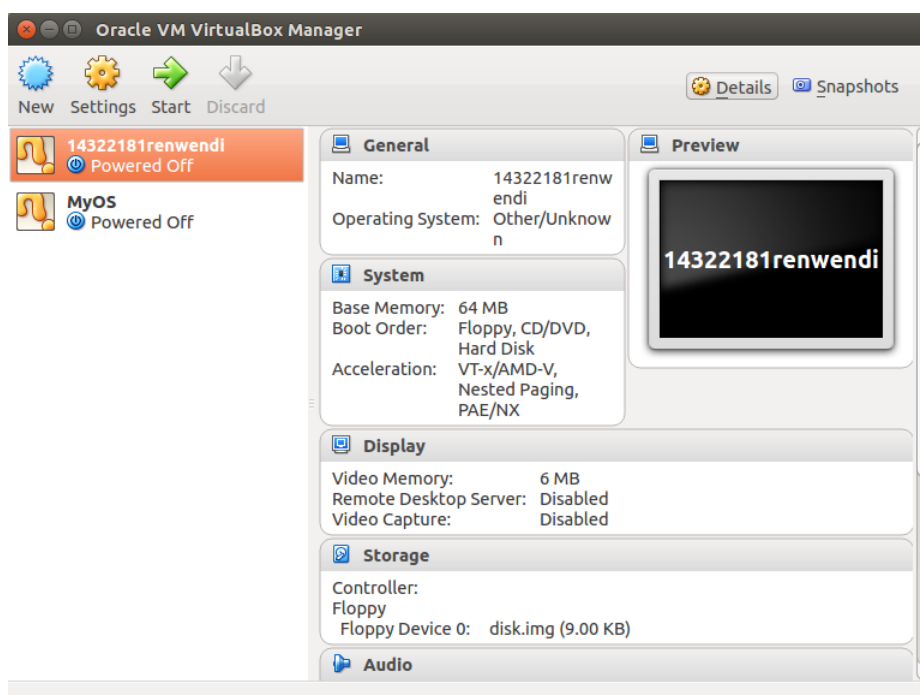 Oracle VM VirtualBox Manager
New Settings Start Discard
Details Snapshots
14322181renwendi
Powered Off
MyOS
Powered Off
General
Name: 14322181renw
endi
Operating System: Other/Unknow
n
Preview
14322181renwendi
System
Base Memory: 64 MB
Boot Order: Floppy, CD/DVD,
Hard Disk
Acceleration: VT-x/AMD-V,
Nested Paging,
PAE/NX
Display
Video Memory: 6 MB
Remote Desktop Server: Disabled
Video Capture: Disabled
Storage
Controller:
Floppy
Floppy Device 0: disk.img (9.00 KB)
Audio